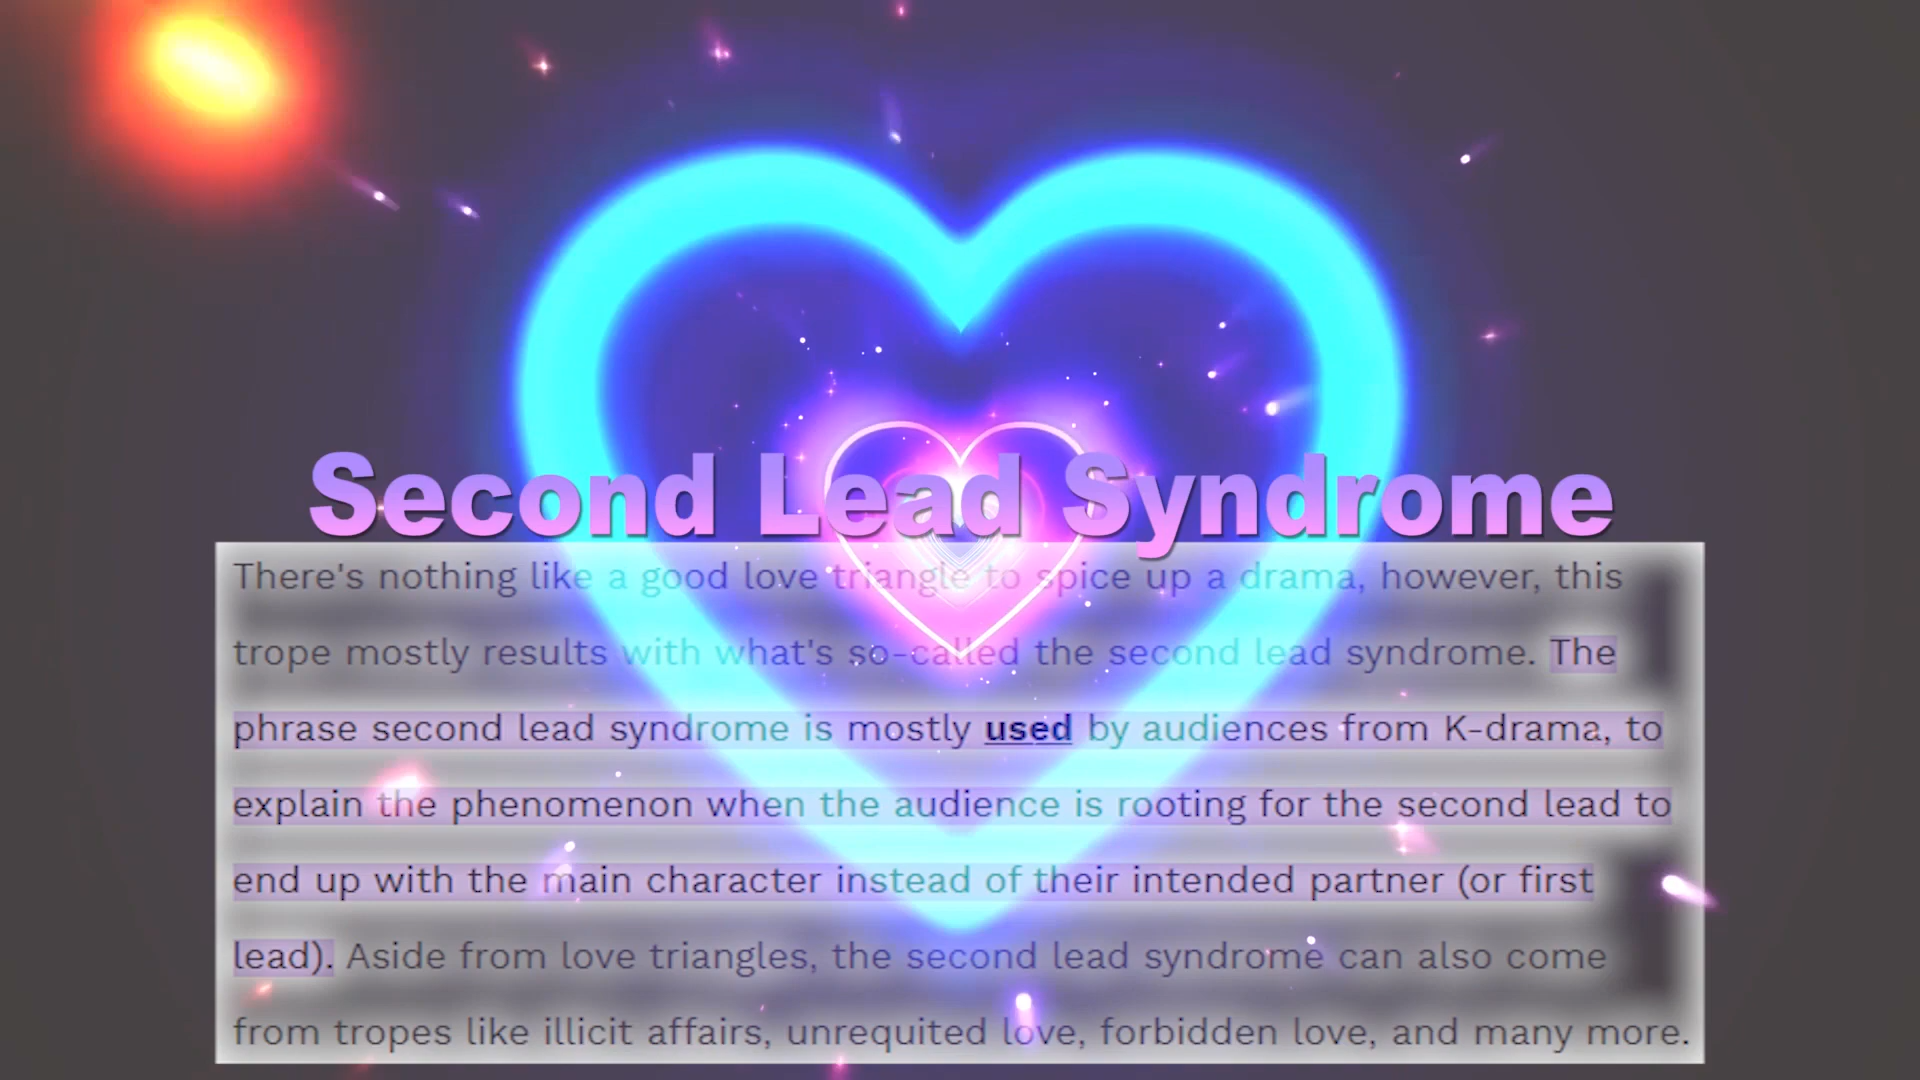 Second Lead Syndrome
There's nothing like a good love triangle to spice up a drama, however, this
trope mostly results with what's so-called the second lead syndrome. The
phrase second lead syndrome is mostly used by audiences from K-drama, to
explain the phenomenon when the audience is rooting for the second lead to
end up with the main character instead of their intended partner (or first
lead). Aside from love triangles, the second lead syndrome can also come
from tropes like illicit affairs, unrequited love, forbidden love, and many more.